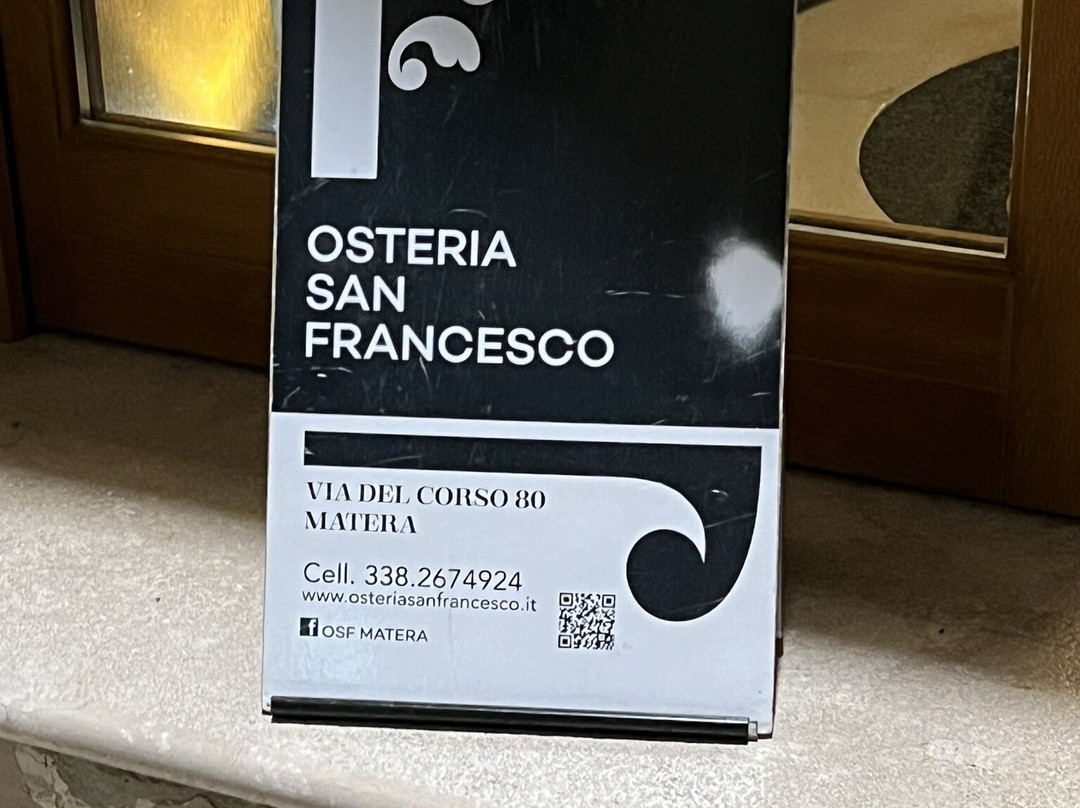 OSTERIA
SAN
FRANCESCO
VIA DEL CORSO 80
MATERA
Cell. 338.2674924
www.osteriasanfrancesco.it
f OSF MATERA